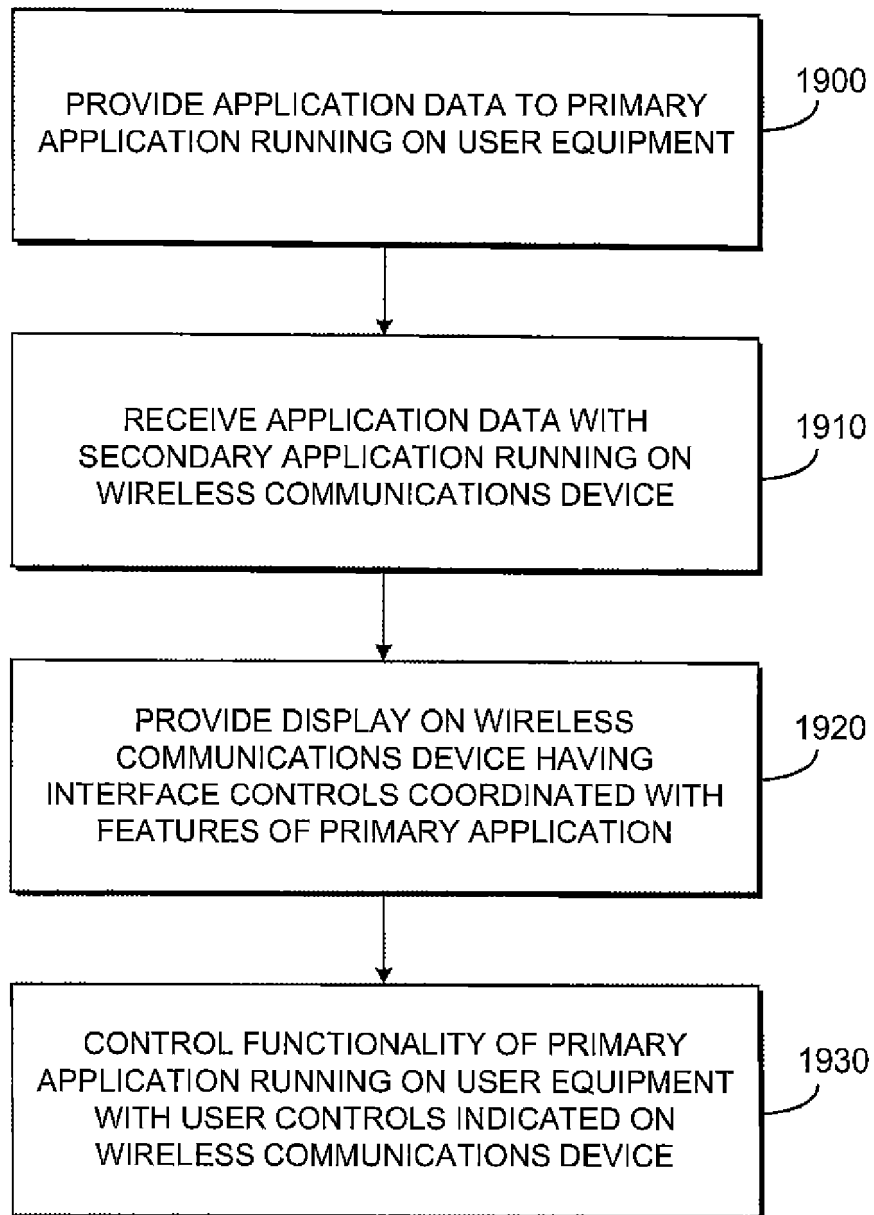 PROVIDE APPLICATION DATA TO PRIMARY
APPLICATION RUNNING ON USER EQUIPMENT
1900
RECEIVE APPLICATION DATA WITH
SECONDARY APPLICATION RUNNING ON
WIRELESS COMMUNICATIONS DEVICE
1910
PROVIDE DISPLAY ON WIRELESS
COMMUNICATIONS DEVICE HAVING
INTERFACE CONTROLS COORDINATED WITH
FEATURES OF PRIMARY APPLICATION
1920
CONTROL FUNCTIONALITY OF PRIMARY
APPLICATION RUNNING ON USER EQUIPMENT
WITH USER CONTROLS INDICATED ON
WIRELESS COMMUNICATIONS DEVICE
1930